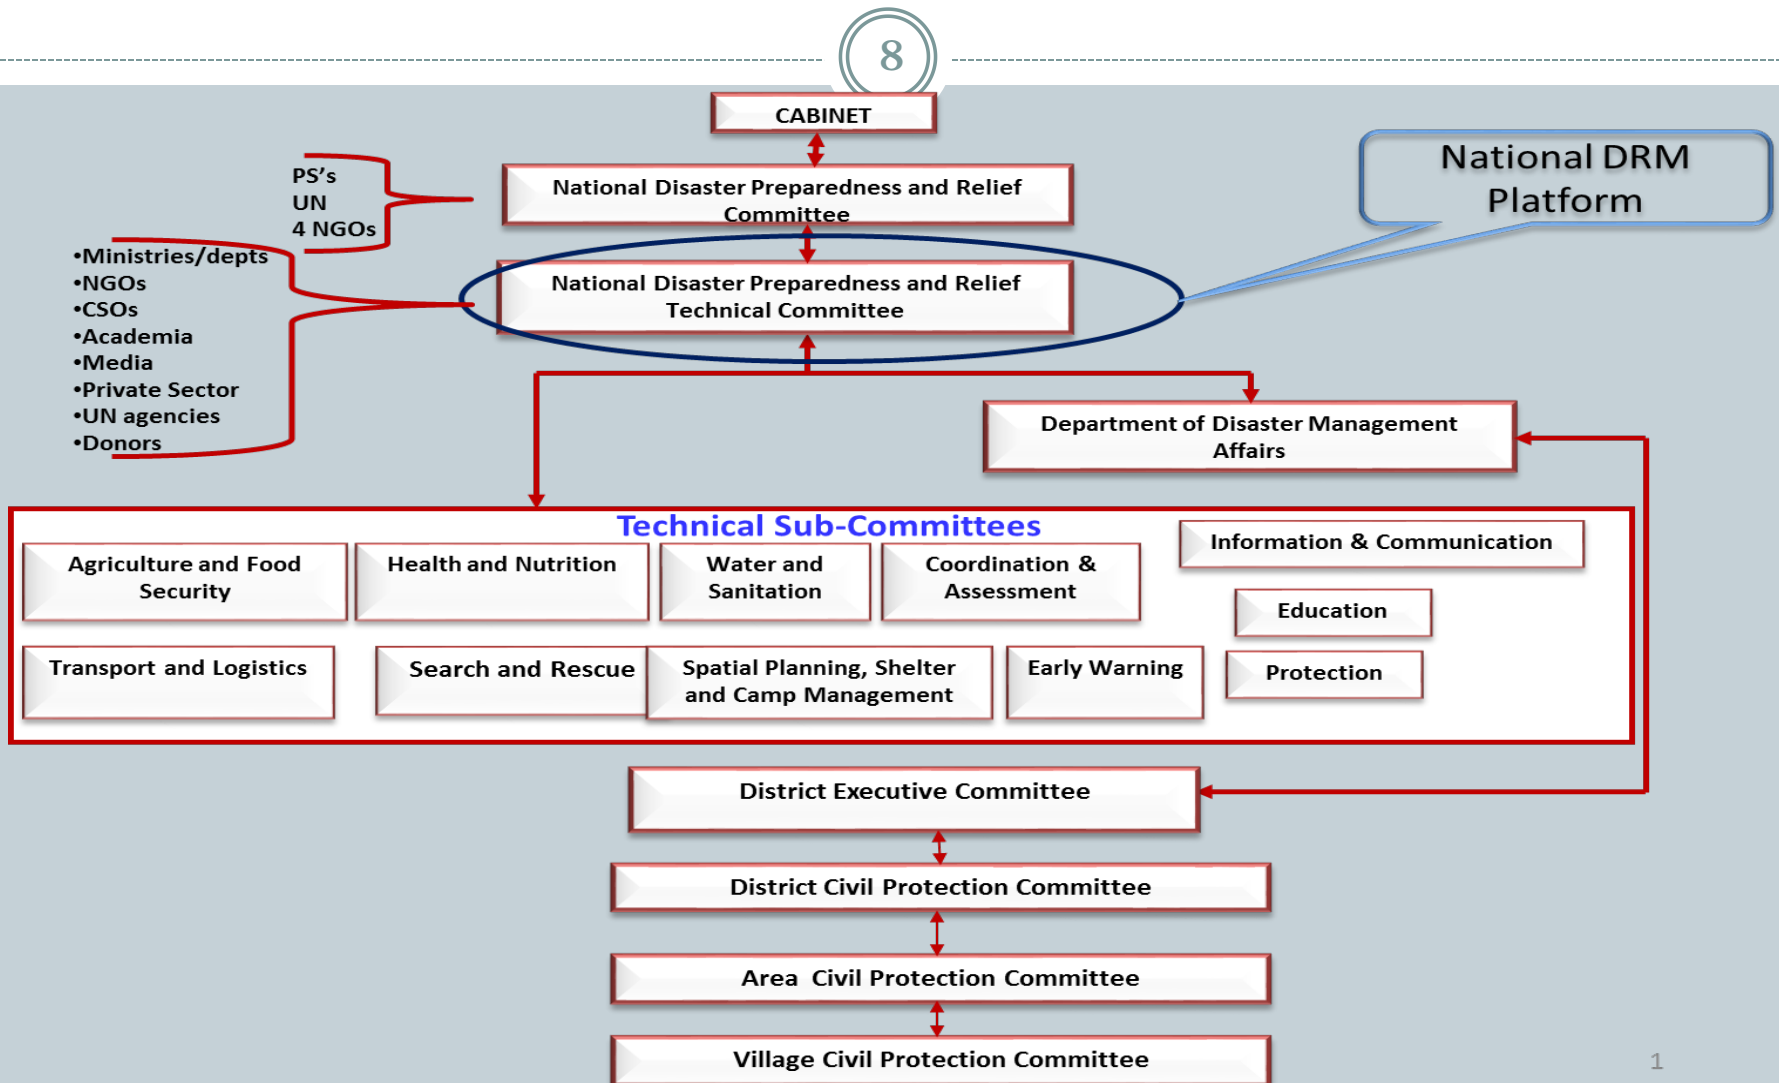 8
CABINET
National Disaster Preparedness and Relief
Committee
PS's
UN
4 NGOs
National DRM
Platform
•Ministries/depts
•NGOs
•CSOs
•Academia
•Media
•Private Sector
•UN agencies
•Donors
National Disaster Preparedness and Relief
Technical Committee
Department of Disaster Management
Affairs
Technical Sub-Committees
Agriculture and Food
Security
Health and Nutrition
Water and
Sanitation
Coordination &
Assessment
Information & Communication
Education
Transport and Logistics
Search and Rescue
Spatial Planning, Shelter
and Camp Management
Early Warning
Protection
District Executive Committee
District Civil Protection Committee
Area Civil Protection Committee
Village Civil Protection Committee
1